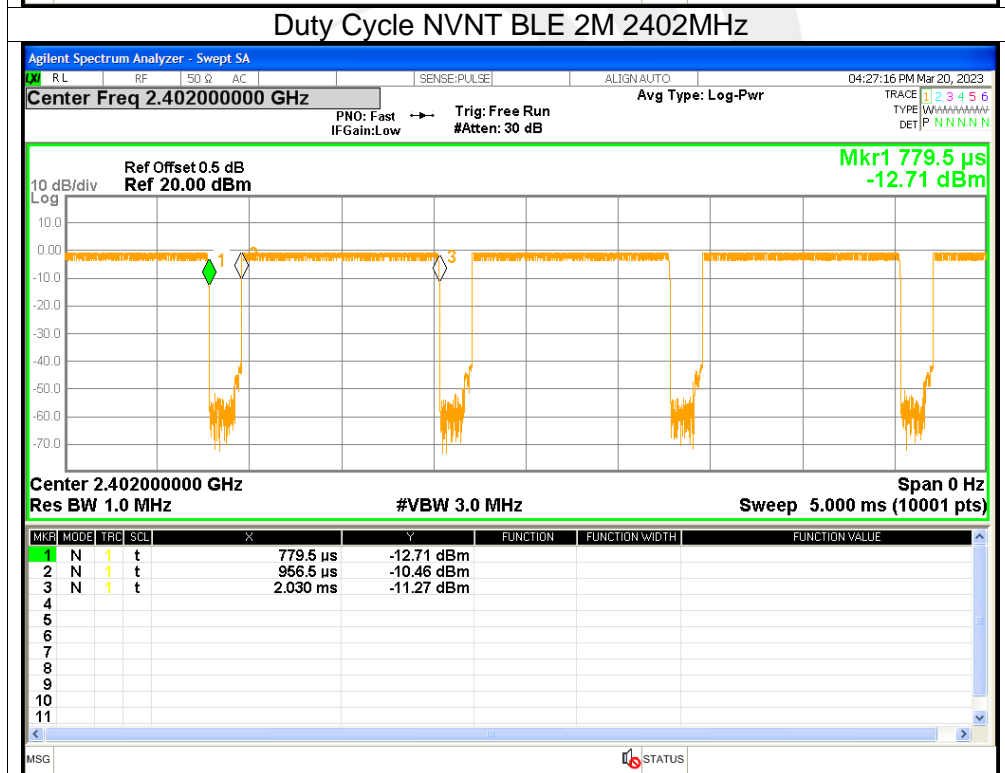 Duty Cycle NVNT BLE 2M 2402MHz
Agilent Spectrum Analyzer - Swept SA
LXI RL RF 50 Ω AC SENSE:PULSE ALIGN AUTO 04:27:16 PM Mar 20, 2023
Center Freq 2.402000000 GHz Avg Type: Log-Pwr TRACE 1 2 3 4 5 6
PNO: Fast Trig: Free Run TYPE WWWWWW
IFGain:Low #Atten: 30 dB DET P N N N N N
Mkr1 779.5 µs
-12.71 dBm
Ref Offset 0.5 dB
10 dB/div Ref 20.00 dBm
Log
10.0
0.00
-10.0
-20.0
-30.0
-40.0
-50.0
-60.0
-70.0
1
3
Center 2.402000000 GHz Span 0 Hz
Res BW 1.0 MHz #VBW 3.0 MHz Sweep 5.000 ms (10001 pts)
MKR MODE TRC SCL X Y FUNCTION FUNCTION WIDTH FUNCTION VALUE
1 N 1 t 779.5 µs -12.71 dBm
2 N 1 t 956.5 µs -10.46 dBm
3 N 1 t 2.030 ms -11.27 dBm
4
5
6
7
8
9
10
11
MSG STATUS